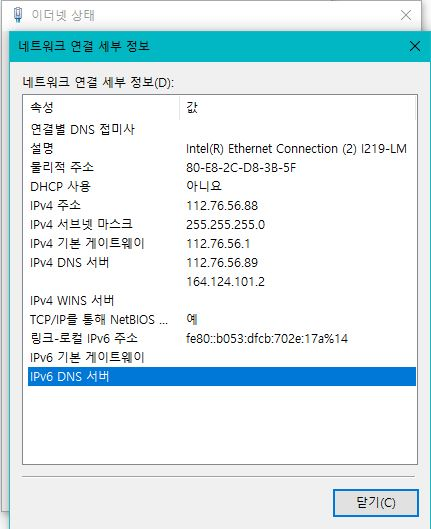 이더넷 상태
네트워크 연결 세부 정보
네트워크 연결 세부 정보(D):
속성 값
연결별 DNS 접미사
설명 Intel(R) Ethernet Connection (2) I219-LM
물리적 주소 80-E8-2C-D8-3B-5F
DHCP 사용 아니요
IPv4 주소 112.76.56.88
IPv4 서브넷 마스크 255.255.255.0
IPv4 기본 게이트웨이 112.76.56.1
IPv4 DNS 서버 112.76.56.89
164.124.101.2
IPv4 WINS 서버
TCP/IP를 통해 NetBIOS ... 예
링크-로컬 IPv6 주소 fe80::b053:dfcb:702e:17a%14
IPv6 기본 게이트웨이
IPv6 DNS 서버
닫기(C)